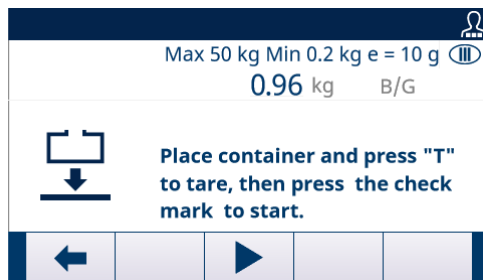 Max 50 kg Min 0.2 kg e = 10 g III
0.96 kg B/G
Place container and press "T"
to tare, then press the check
mark to start.